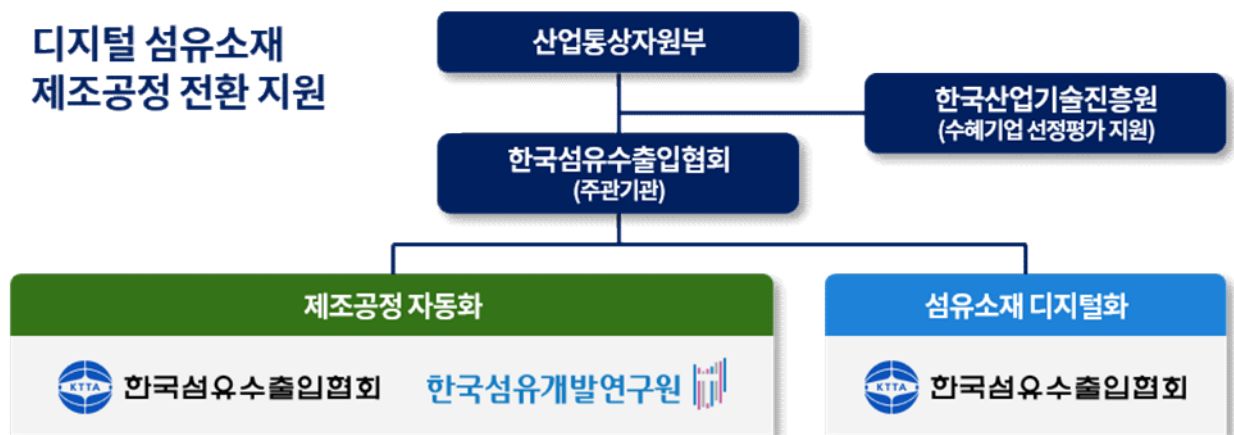 디지털 섬유소재
제조공정 전환 지원
산업통상자원부
한국산업기술진흥원
(수혜기업 선정평가 지원)
한국섬유수출입협회
(주관기관)
제조공정 자동화
KTTA 한국섬유수출입협회
한국섬유개발연구원
섬유소재 디지털화
KTTA 한국섬유수출입협회